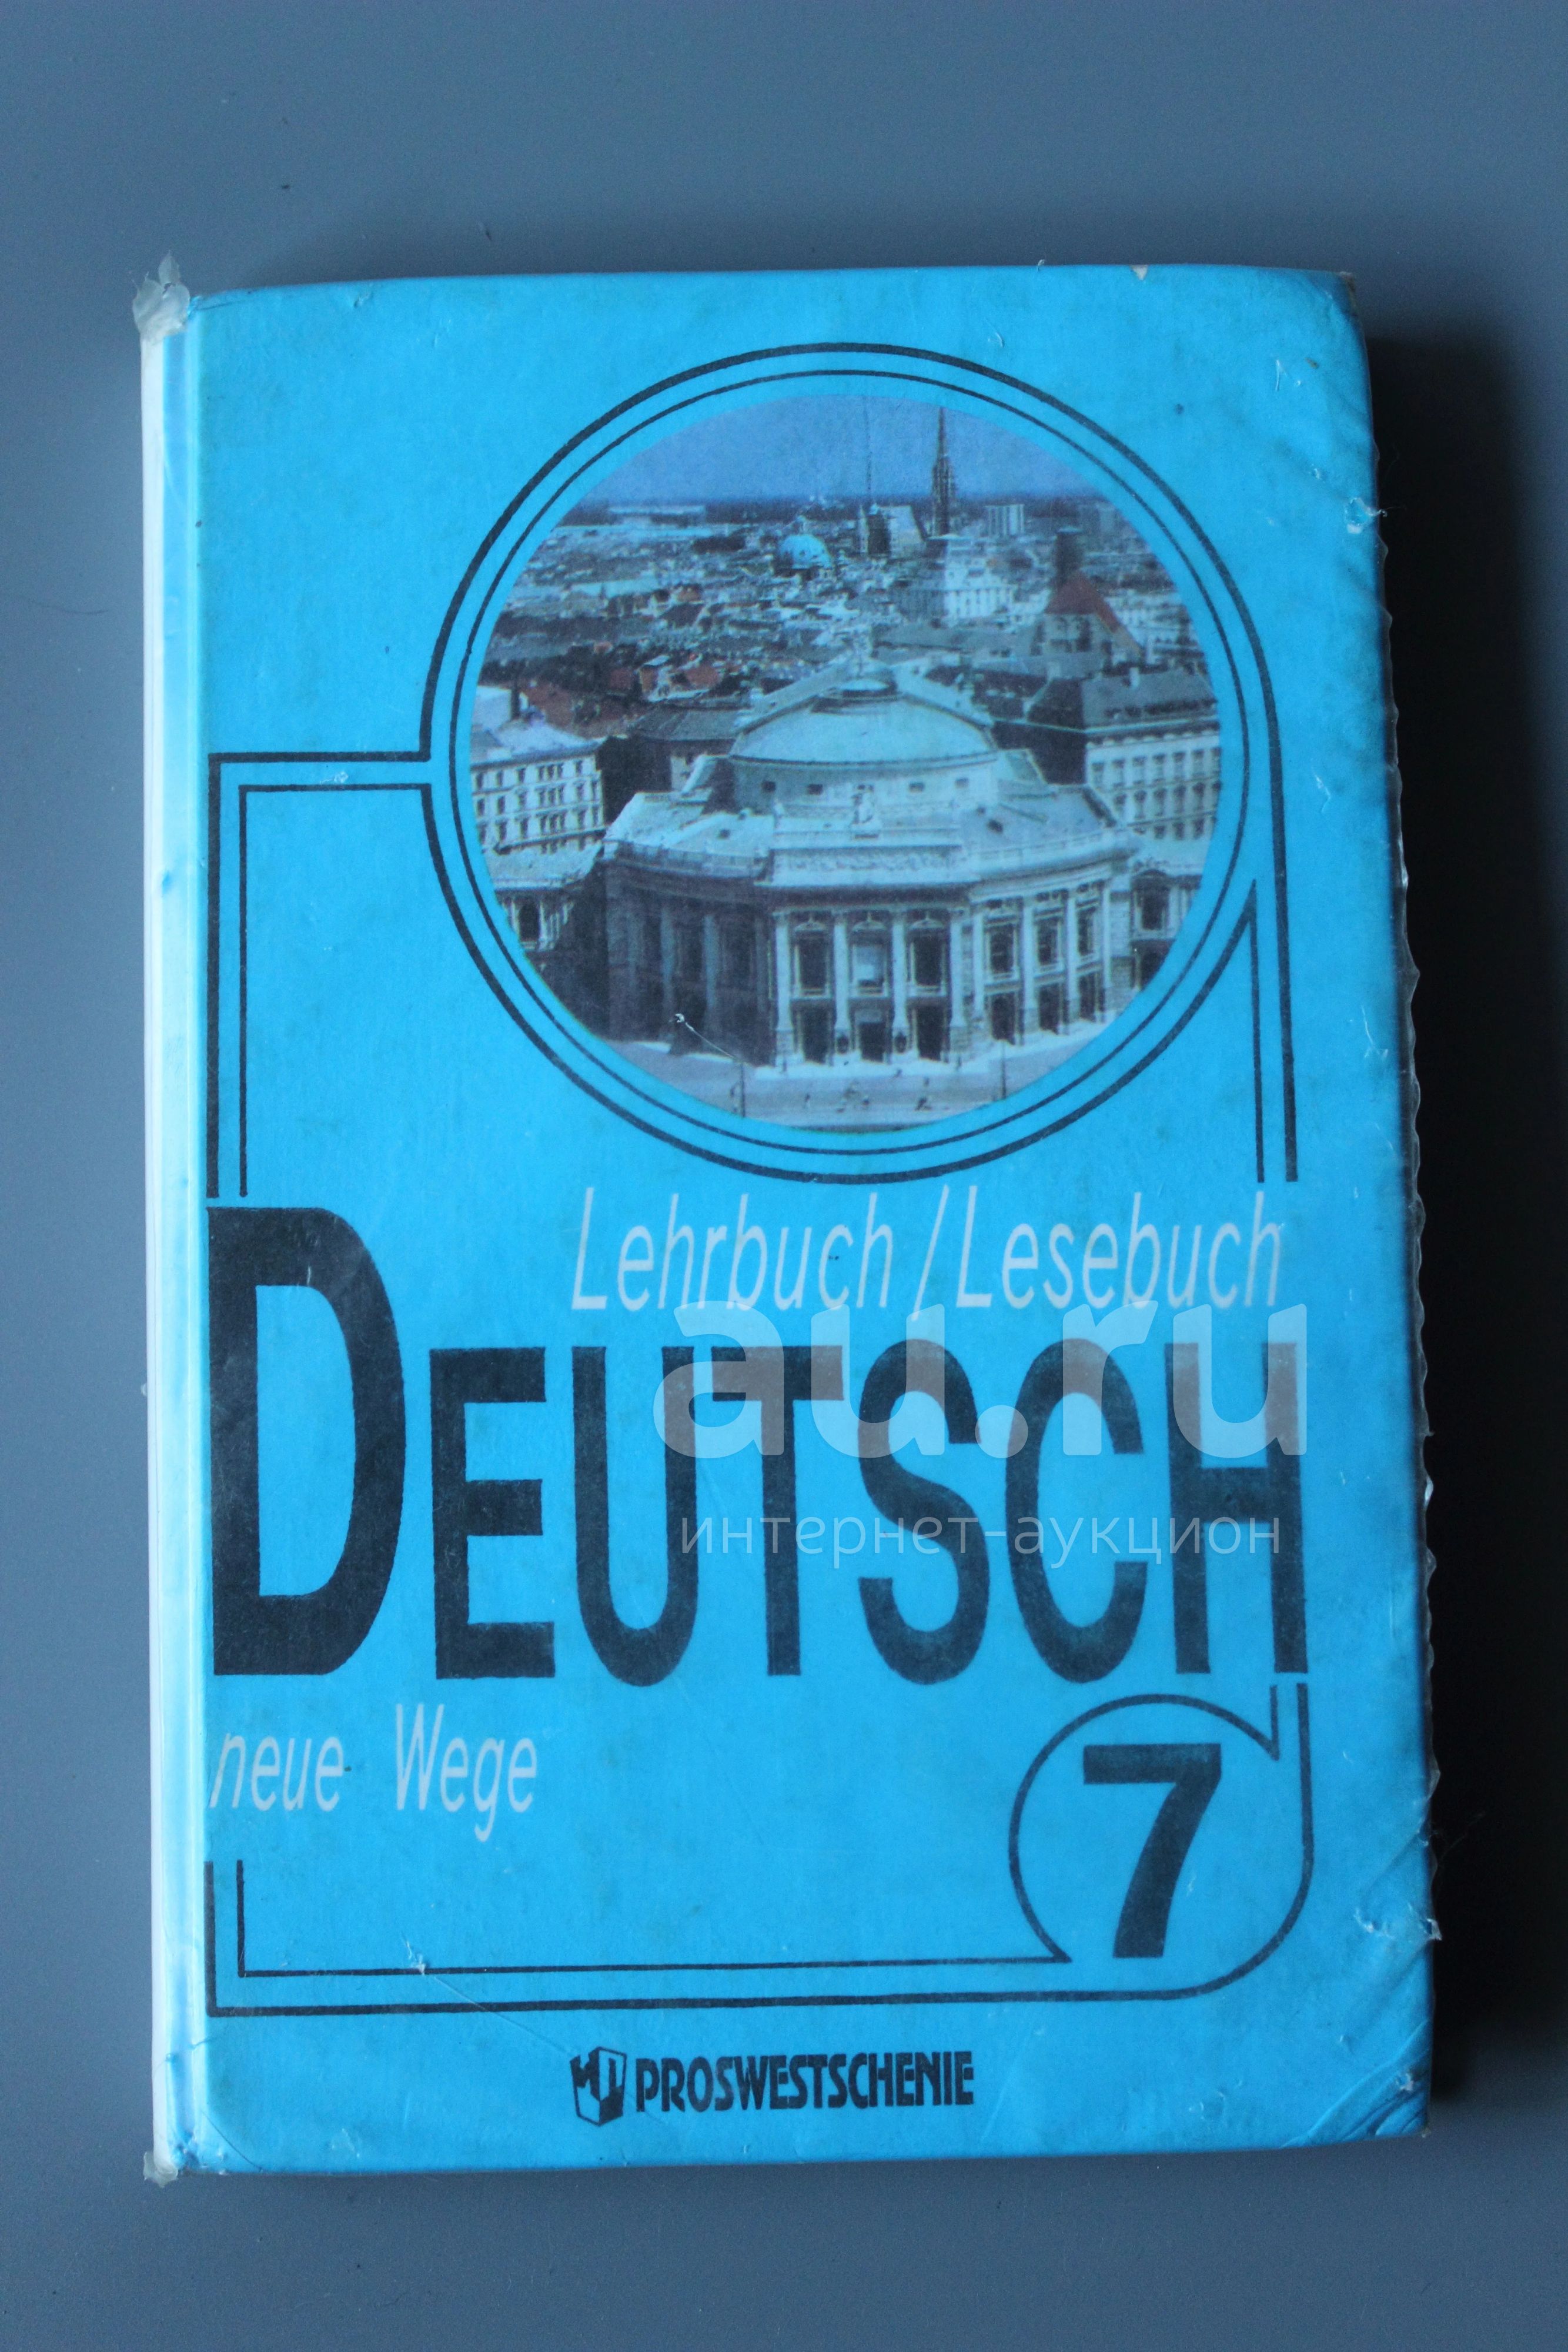 Lehrbuch/Lesebuch
DEUTSCH
au.ru
интернет-аукцион
neue Wege
7
PROSWESTSCHENIE